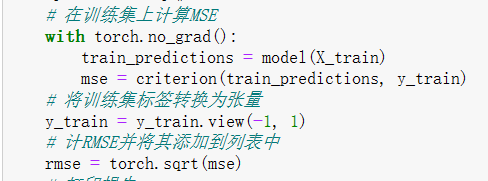 # 在训练集上计算MSE
with torch.no_grad():
train_predictions = model(X_train)
mse = criterion(train_predictions, y_train)
# 将训练集标签转换为张量
y_train = y_train.view(-1, 1)
# 计RMSE并将其添加到列表中
rmse = torch.sqrt(mse)